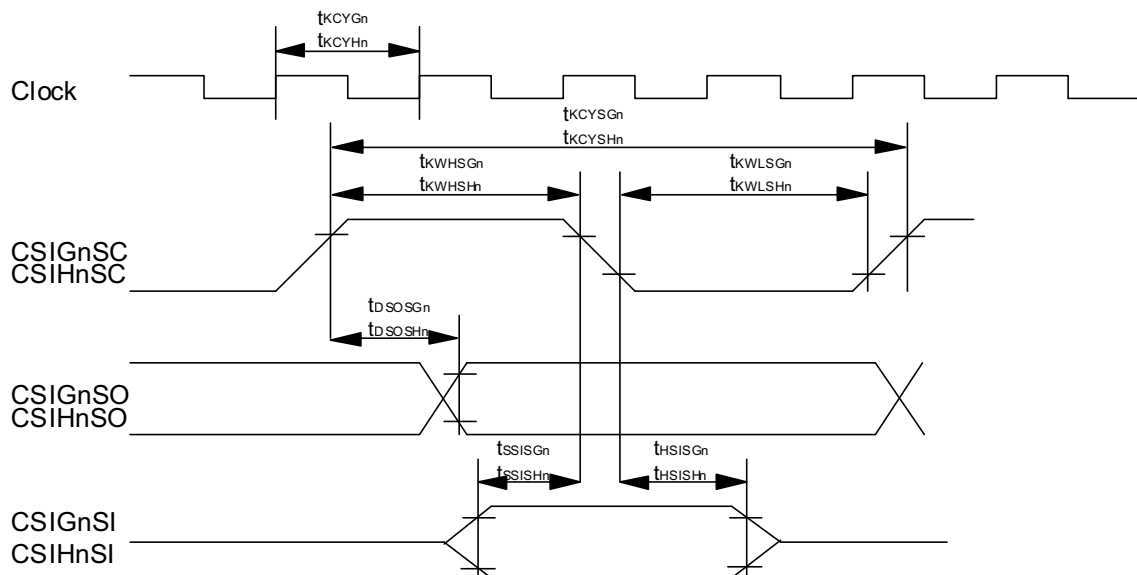 tKCYGn
tKCYHn
Clock
tKCYSGn
tKCYSHn
tKWHSGn
tKWHSHn
tKWLSGn
tKWLSHn
CSIGnSC
CSIHnSC
tDSOSGn
tDSOSHn
CSIGnSO
CSIHnSO
tSSISGn
tSSISHn
tHSISGn
tHSISHn
CSIGnSI
CSIHnSI